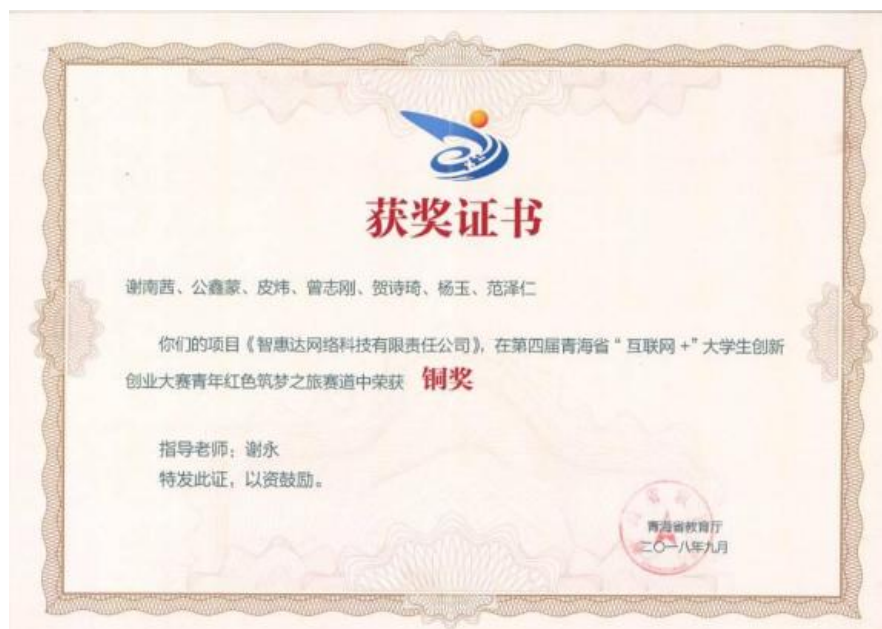 获奖证书
谢南茜、公鑫蒙、皮炜、曾志刚、贺诗琦、杨玉、范泽仁
你们的项目《智惠达网络科技有限责任公司》，在第四届青海省“互联网+”大学生创新
创业大赛青年红色筑梦之旅赛道中荣获 铜奖
指导老师：谢永
特发此证，以资鼓励。
青海省教育厅
二〇一八年九月